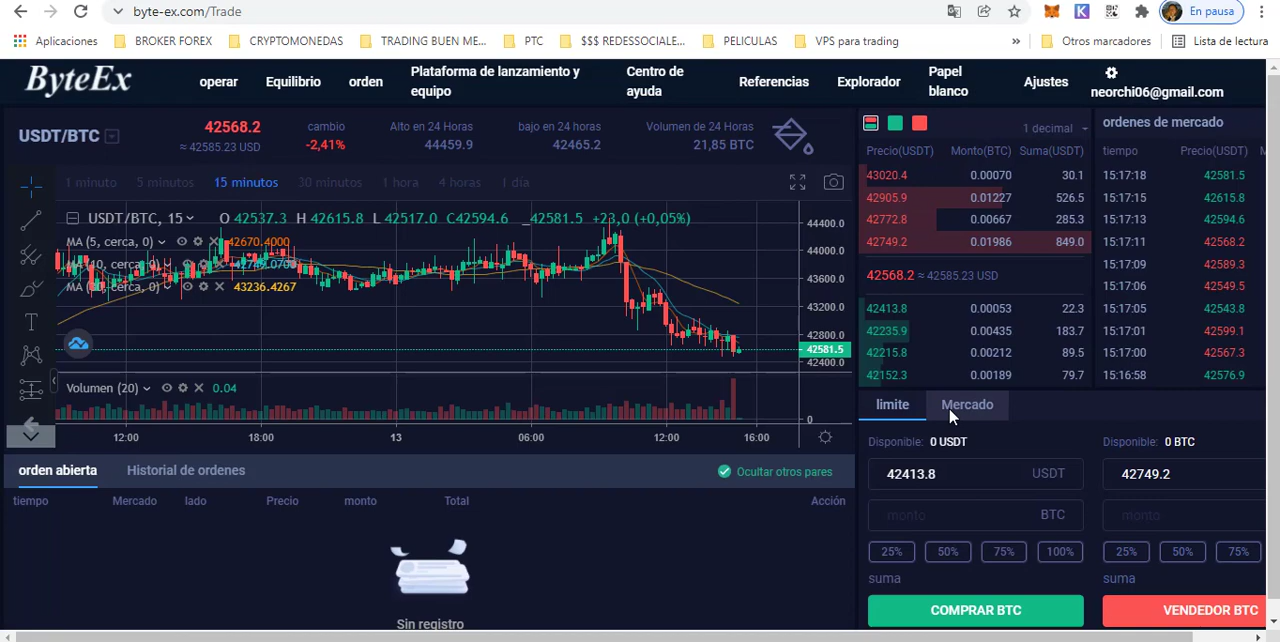 byte-ex.com/Trade
En pausa
Aplicaciones
BROKER FOREX
CRYPTOMONEDAS
TRADING BUEN ME...
PTC
$$$ REDESSOCIALE...
PELICULAS
VPS para trading
»
Otros marcadores
Lista de lectura
ByteEx
operar
Equilibrio
orden
Plataforma de lanzamiento y
equipo
Centro de
ayuda
Referencias
Explorador
Papel
blanco
Ajustes
neorchi06@gmail.com
USDT/BTC
42568.2
≈ 42585.23 USD
cambio
-2,41%
Alto en 24 Horas
44459.9
bajo en 24 horas
42465.2
Volumen de 24 Horas
21,85 BTC
1 minuto
5 minutos
15 minutos
30 minutos
1 hora
4 horas
1 día
USDT/BTC, 15 O 42537.3 H 42615.8 L 42517.0 C42594.6 _42581.5 +23,0 (+0,05%)
MA (5, cerca, 0) 42670.4000
MA (10, cerca, 0)
cerca, 0) 43236.4267
44400.0
44000.0
43600.0
43200.0
42800.0
42581.5
42400.0
Volumen (20) 0.04
0
12:00 18:00 13 06:00 12:00 16:00
1 decimal
Precio(USDT) Monto(BTC) Suma(USDT)
43020.4 0.00070 30.1
42905.9 0.01227 526.5
42772.8 0.00667 285.3
42749.2 0.01986 849.0
42568.2 ≈ 42585.23 USD
42413.8 0.00053 22.3
42235.9 0.00435 183.7
42215.8 0.00212 89.5
42152.3 0.00189 79.7
ordenes de mercado
tiempo Precio(USDT)
15:17:18 42581.5
15:17:15 42615.8
15:17:13 42594.6
15:17:11 42568.2
15:17:09 42589.3
15:17:06 42549.5
15:17:05 42543.8
15:17:01 42599.1
15:17:00 42567.3
15:16:58 42576.9
limite
Mercado
Disponible: 0 USDT
42413.8 USDT
monto BTC
25% 50% 75% 100%
suma
COMPRAR BTC
Disponible: 0 BTC
42749.2
monto
25% 50% 75%
suma
VENDEDOR BTC
orden abierta
Historial de ordenes
Ocultar otros pares
tiempo Mercado lado Precio monto Total Acción
Sin registro